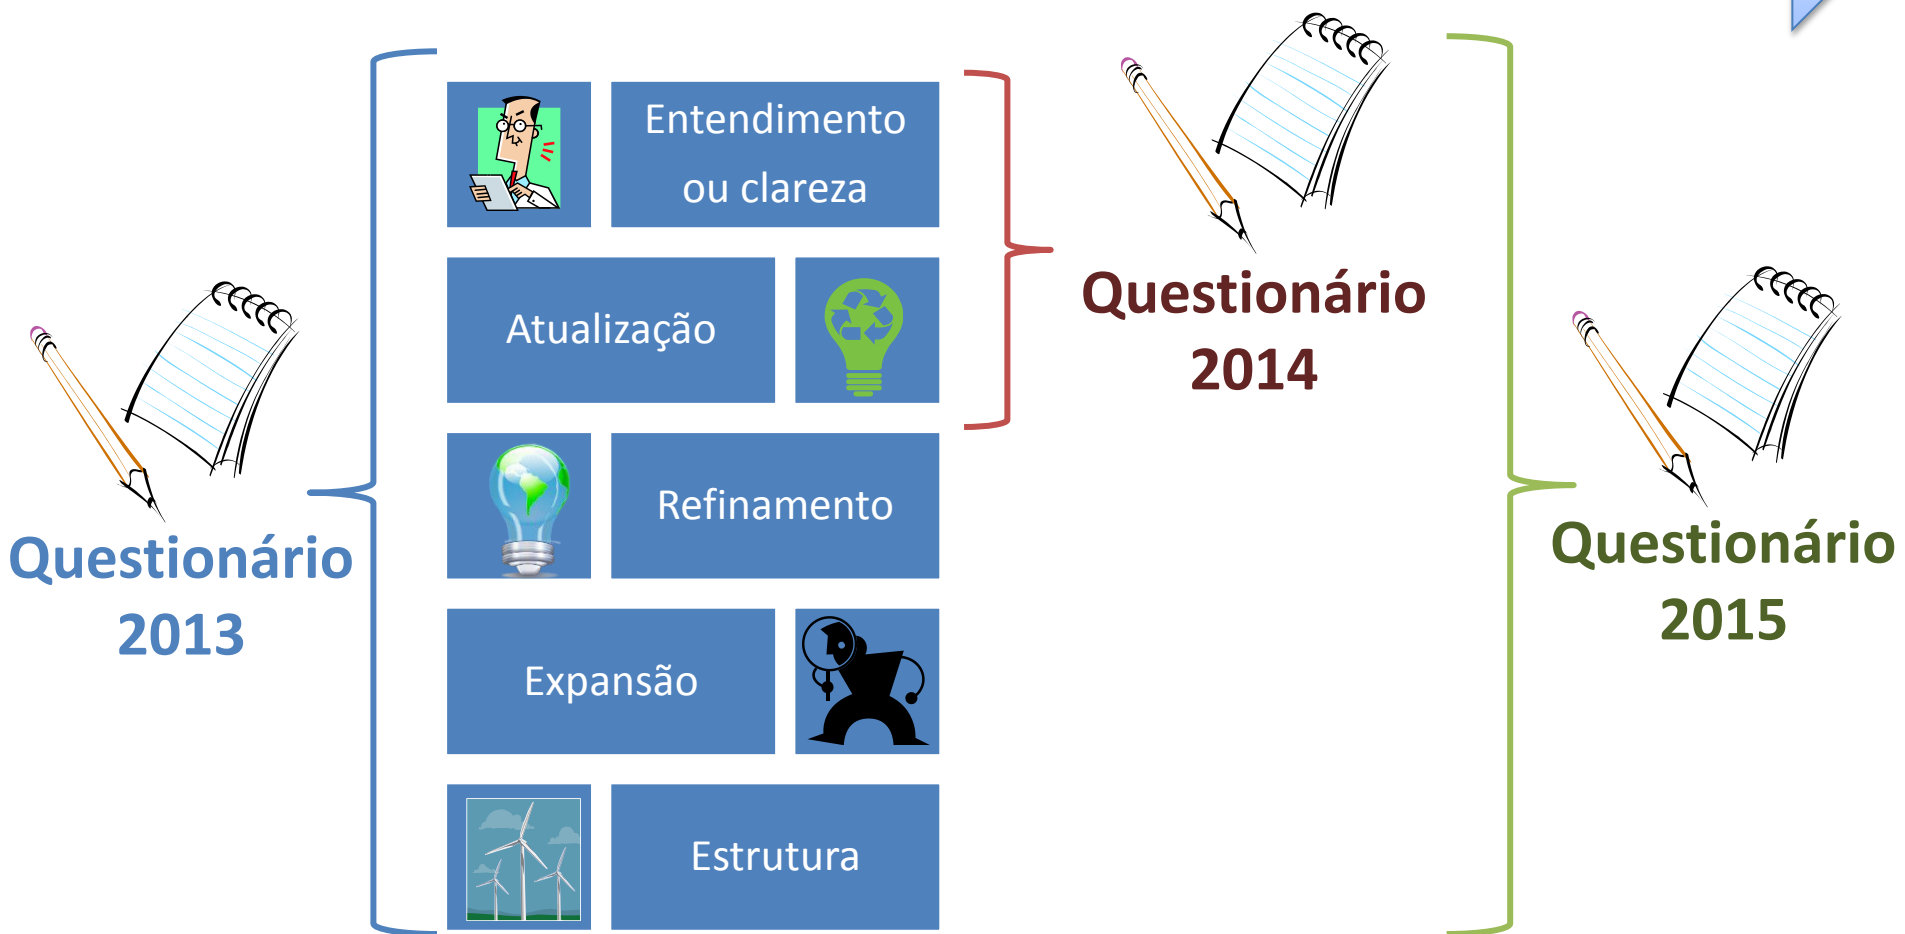 Questionário
2013
Entendimento
ou clareza
Atualização
Refinamento
Expansão
Estrutura
Questionário
2014
Questionário
2015